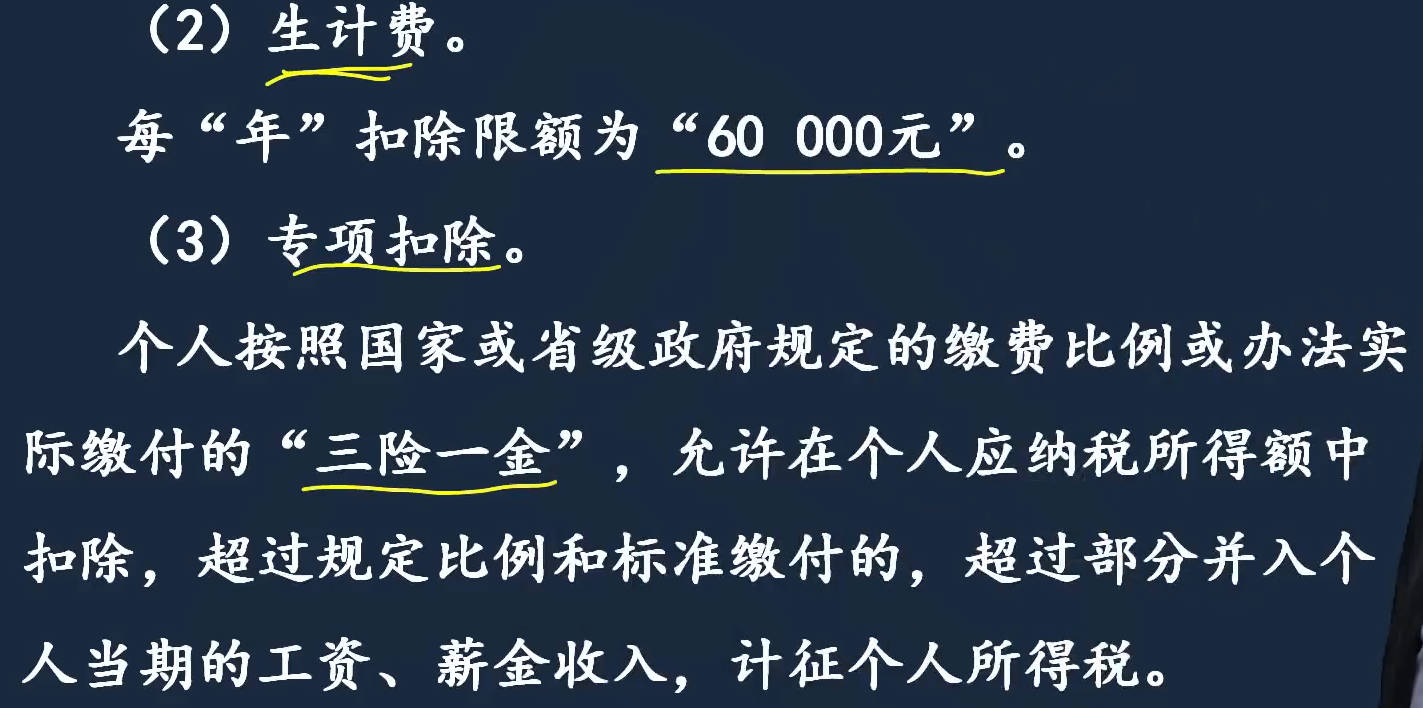 （2）生计费。
每“年”扣除限额为“60 000元”。
（3）专项扣除。
个人按照国家或省级政府规定的缴费比例或办法实
际缴付的“三险一金”，允许在个人应纳税所得额中
扣除，超过规定比例和标准缴付的，超过部分并入个
人当期的工资、薪金收入，计征个人所得税。